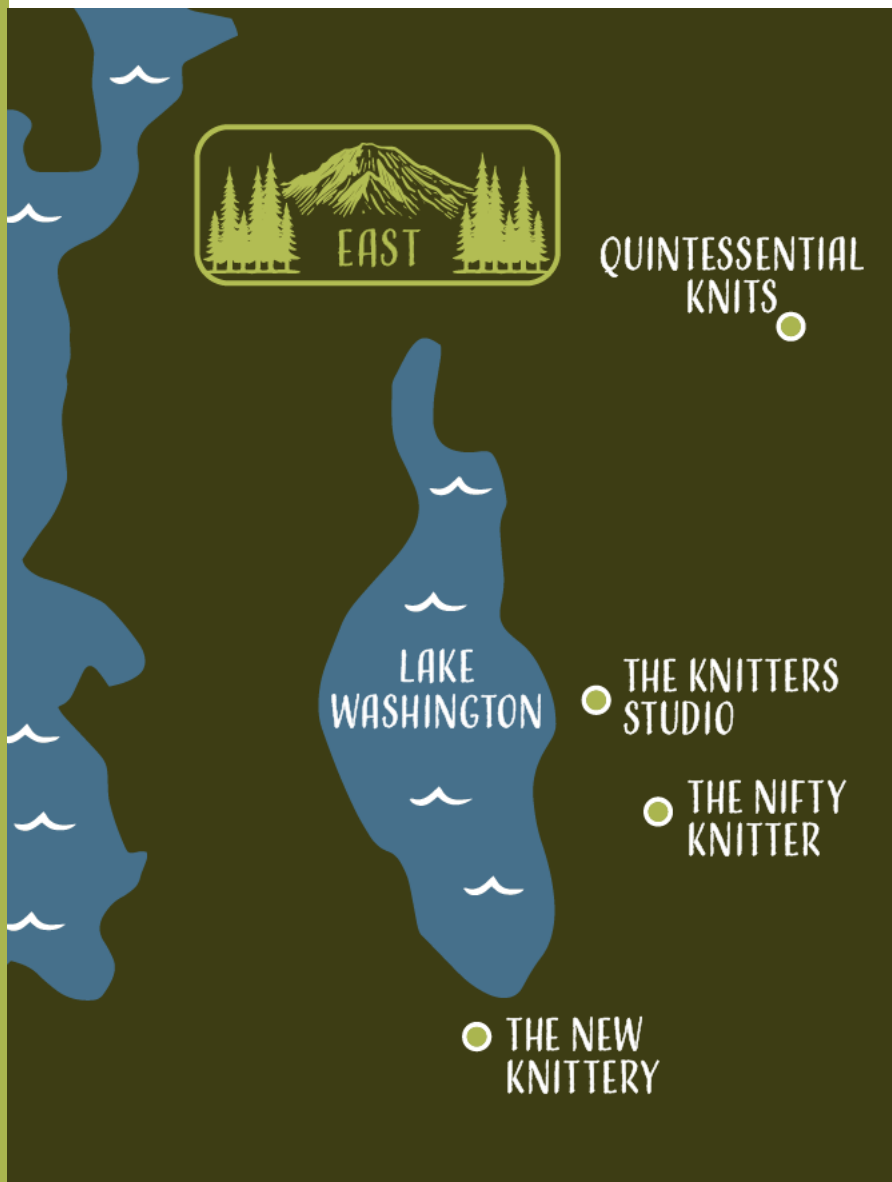 EAST
QUINTESSENTIAL
KNITS
LAKE
WASHINGTON
THE KNITTERS
STUDIO
THE NIFTY
KNITTER
THE NEW
KNITTERY